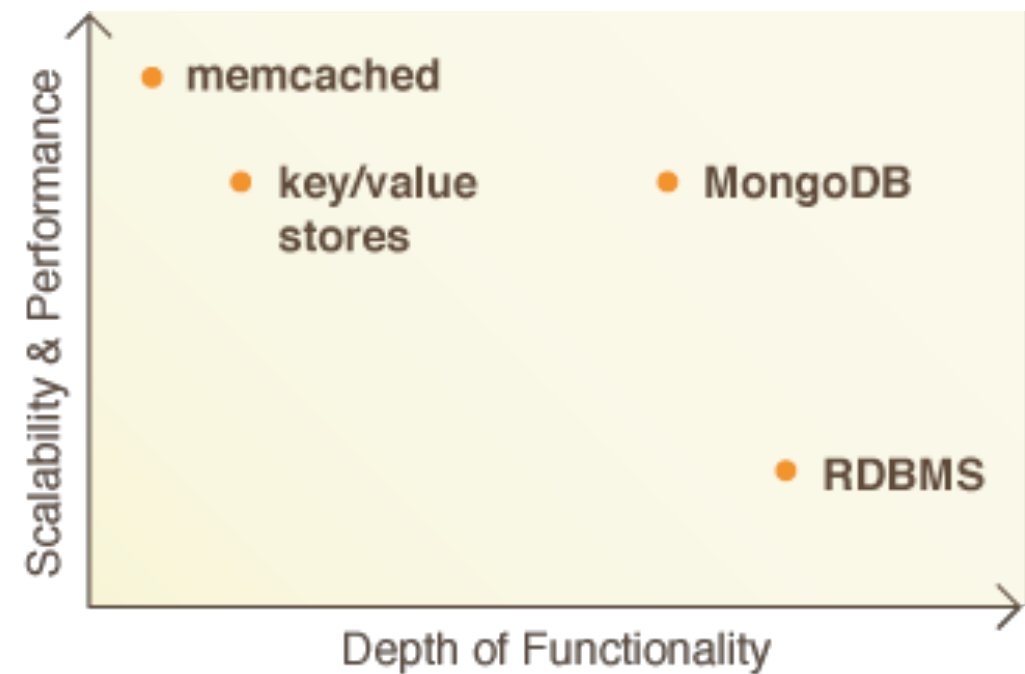 Scalability & Performance
memcached
key/value
stores
MongoDB
RDBMS
Depth of Functionality